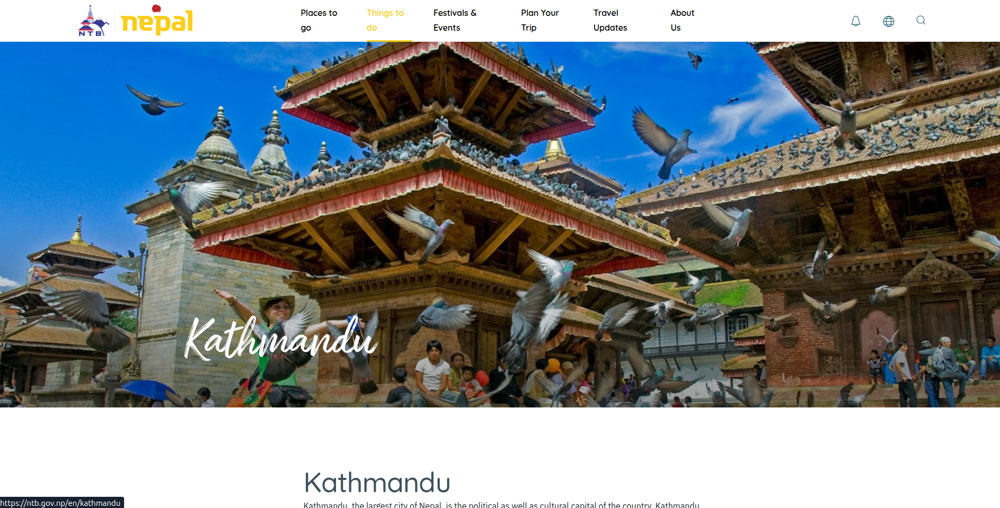 NTB
nepal
Places to
go
Things to
do
Festivals &
Events
Plan Your
Trip
Travel
Updates
About
Us
Kathmandu
Kathmandu
Kathmandu, the largest city of Nepal, is the political as well as cultural capital of the country. Kathmandu
https://ntb.gov.np/en/kathmandu